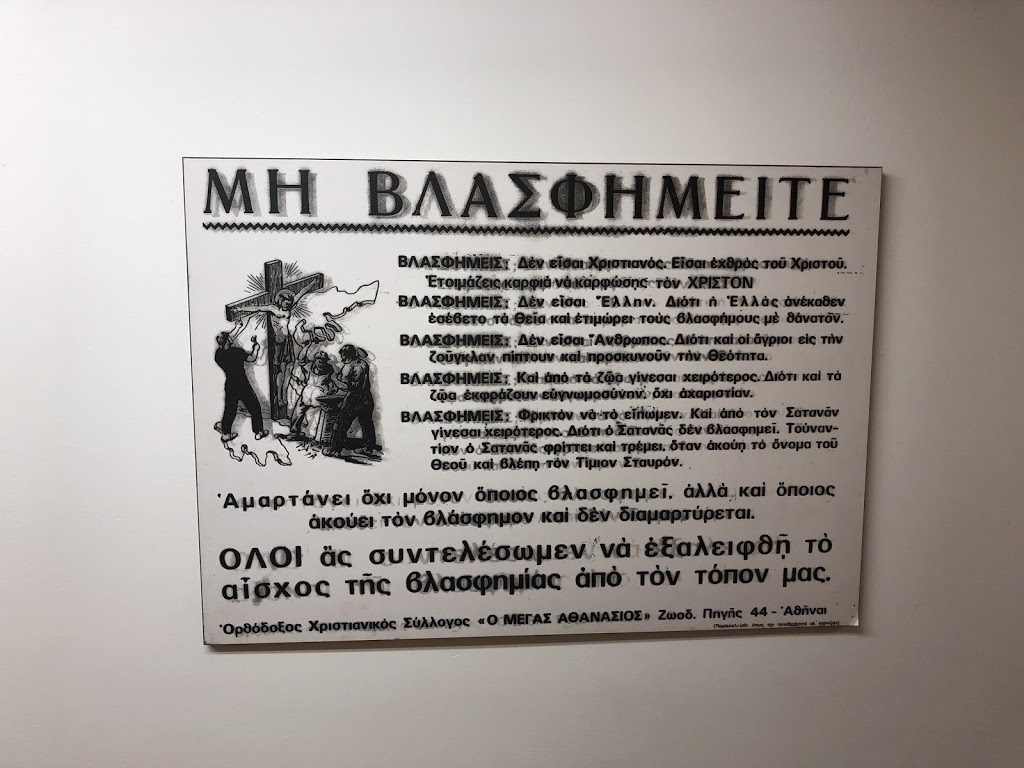 ΜΗ ΒΛΑΣΦΗΜΕΙΤΕ
ΒΛΑΣΦΗΜΕΙΣ; Δὲν εἶσαι Χριστιανός. Εἶσαι ἐχθρὸς τοῦ Χριστοῦ.
Ἑτοιμάζεις καρφιὰ νὰ καρφώσης τὸν ΧΡΙΣΤΟΝ
ΒΛΑΣΦΗΜΕΙΣ; Δὲν εἶσαι Ἕλλην. Διότι ἡ Ἑλλὰς ἀνέκαθεν
ἐσέβετο τὰ θεῖα καὶ ἐτιμώρει τοὺς βλασφήμους μὲ θάνατον.
ΒΛΑΣΦΗΜΕΙΣ; Δὲν εἶσαι Ἄνθρωπος. Διότι καὶ οἱ ἄγριοι εἰς τὴν
ζοῦγκλαν πίπτουν καὶ προσκυνοῦν τὴν Θεότητα.
ΒΛΑΣΦΗΜΕΙΣ; Καὶ ἀπὸ τὰ ζῷα γίνεσαι χειρότερος. Διότι καὶ τὰ
ζῷα ἐκφράζουν εὐγνωμοσύνην, ὄχι ἀχαριστίαν.
ΒΛΑΣΦΗΜΕΙΣ; Φρικτὸν νὰ τὸ εἴπωμεν. Καὶ ἀπὸ τὸν Σατανᾶν
γίνεσαι χειρότερος. Διότι ὁ Σατανᾶς δὲν βλασφημεῖ. Τοὐναν-
τίον ὁ Σατανᾶς φρίττει καὶ τρέμει, ὅταν ἀκούῃ τὸ ὄνομα τοῦ
Θεοῦ καὶ βλέπῃ τὸν Τίμιον Σταυρόν.
Ἁμαρτάνει ὄχι μόνον ὅποιος βλασφημεῖ, ἀλλὰ καὶ ὅποιος
ἀκούει τὸν βλάσφημον καὶ δὲν διαμαρτύρεται.
ΟΛΟΙ ἂς συντελέσωμεν νὰ ἐξαλειφθῇ τὸ
αἶσχος τῆς βλασφημίας ἀπὸ τὸν τόπον μας.
Ὀρθόδοξος Χριστιανικὸς Σύλλογος «Ο ΜΕΓΑΣ ΑΘΑΝΑΣΙΟΣ» Ζωοδ. Πηγῆς 44 - Ἀθῆναι